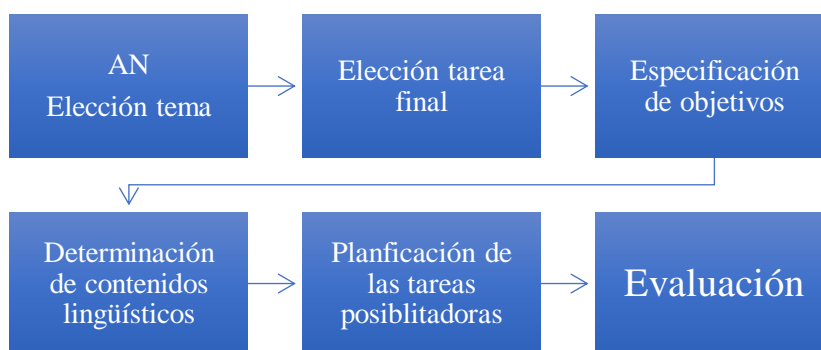 AN
Elección tema
Elección tarea
final
Especificación
de objetivos
Determinación
de contenidos
lingüísticos
Planficación de
las tareas
posiblitadoras
Evaluación